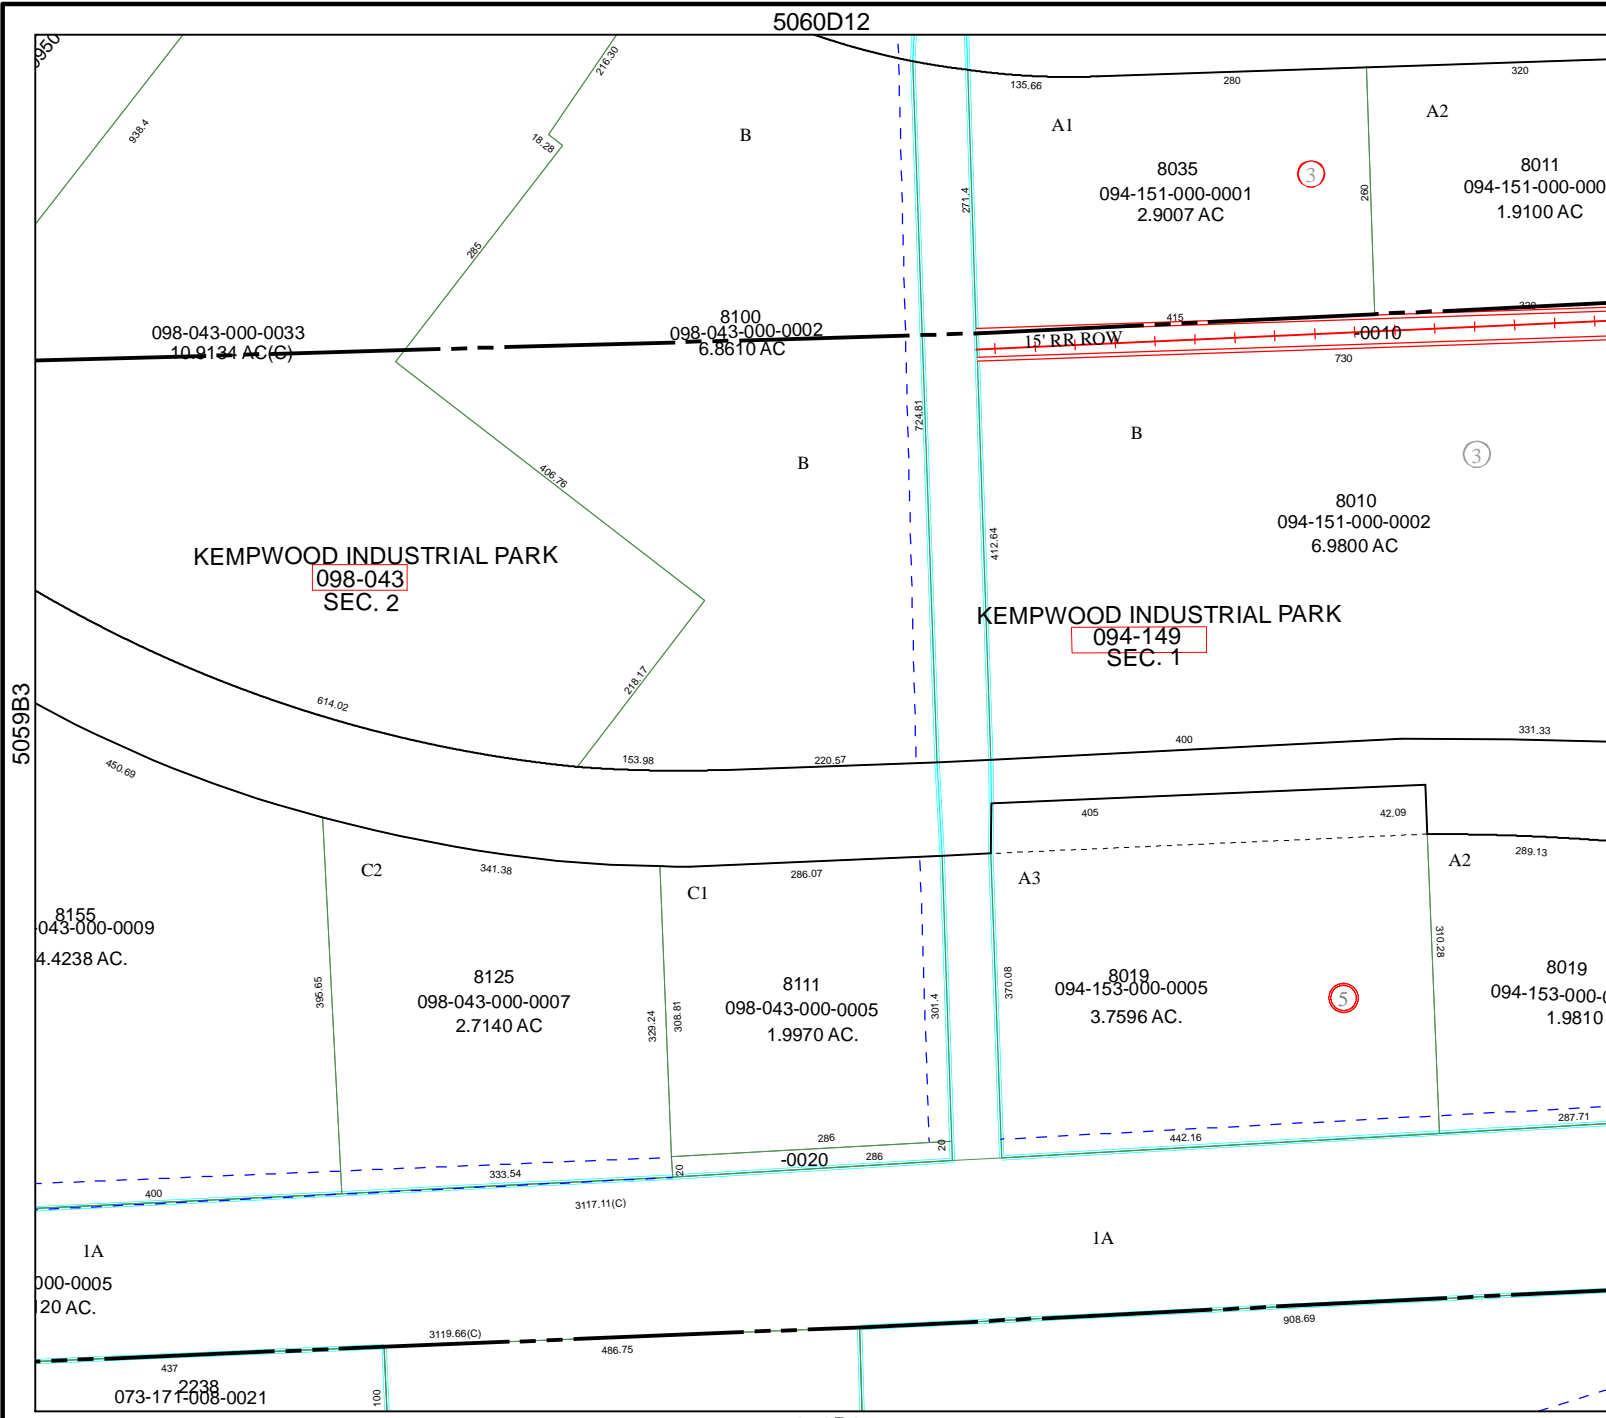 5060D12
216.30
938.4
18.28
B
135.66
280
320
A1
A2
8035
094-151-000-0001
2.9007 AC
3
8011
094-151-000-000
1.9100 AC
271.4
260
285
098-043-000-0033
10.9134 AC(C)
8100
098-043-000-0002
6.8610 AC
415
320
15' RR ROW
-0010
730
724.81
B
B
3
406.76
8010
094-151-000-0002
6.9800 AC
412.64
KEMPWOOD INDUSTRIAL PARK
098-043
SEC. 2
KEMPWOOD INDUSTRIAL PARK
094-149
SEC. 1
5059B3
218.17
614.02
450.69
153.98
220.57
400
331.33
405
42.09
C2
341.38
C1
286.07
A3
A2
289.13
8155
-043-000-0009
4.4238 AC.
395.65
8125
098-043-000-0007
2.7140 AC
329.24
308.81
8111
098-043-000-0005
1.9970 AC.
301.4
370.08
8019
094-153-000-0005
3.7596 AC.
5
310.28
8019
094-153-000-0
1.9810
286
-0020
286
20
20
442.16
287.71
400
333.54
3117.11(C)
1A
1A
000-0005
120 AC.
3119.66(C)
908.69
437
486.75
2238
073-171-008-0021
100